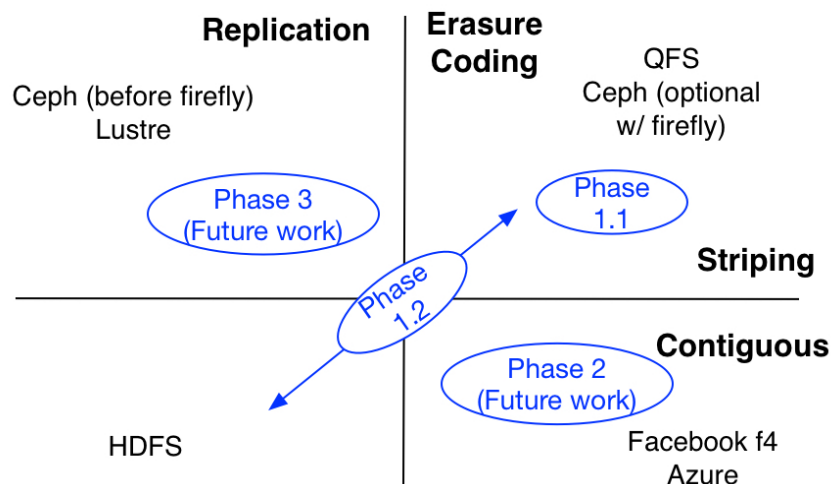 Replication
Erasure
Coding
Ceph (before firefly)
Lustre
QFS
Ceph (optional
w/ firefly)
Phase 3
(Future work)
Phase
1.1
Striping
Phase
1.2
Contiguous
Phase 2
(Future work)
HDFS
Facebook f4
Azure